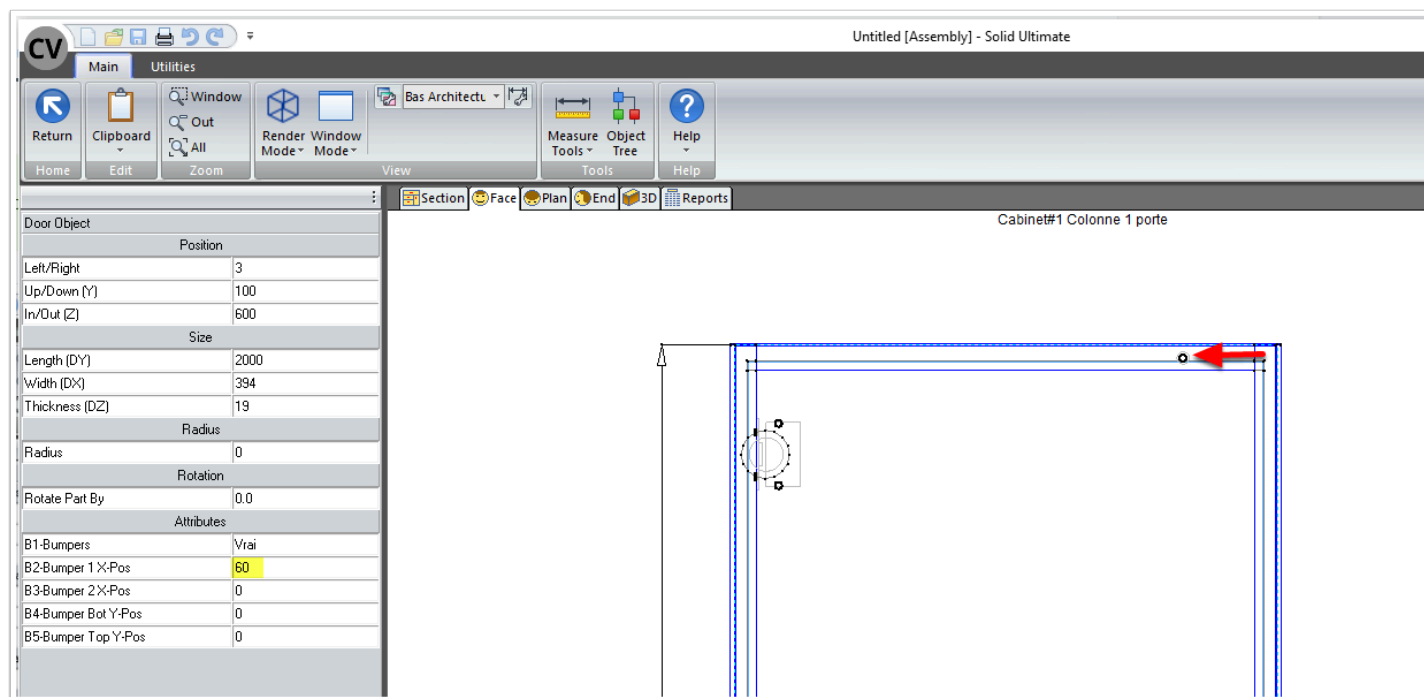 Untitled [Assembly] - Solid Ultimate
CV
Main Utilities
Return
Clipboard
Window
Out
All
Render Mode
Window Mode
Bas Architectu
Measure Tools
Object Tree
Help
Home Edit Zoom View Tools Help
Section Face Plan End 3D Reports
Door Object
Position
Left/Right 3
Up/Down (Y) 100
In/Out (Z) 600
Size
Length (DY) 2000
Width (DX) 394
Thickness (DZ) 19
Radius
Radius 0
Rotation
Rotate Part By 0.0
Attributes
B1-Bumpers Vrai
B2-Bumper 1 X-Pos 60
B3-Bumper 2 X-Pos 0
B4-Bumper Bot Y-Pos 0
B5-Bumper Top Y-Pos 0
Cabinet#1 Colonne 1 porte